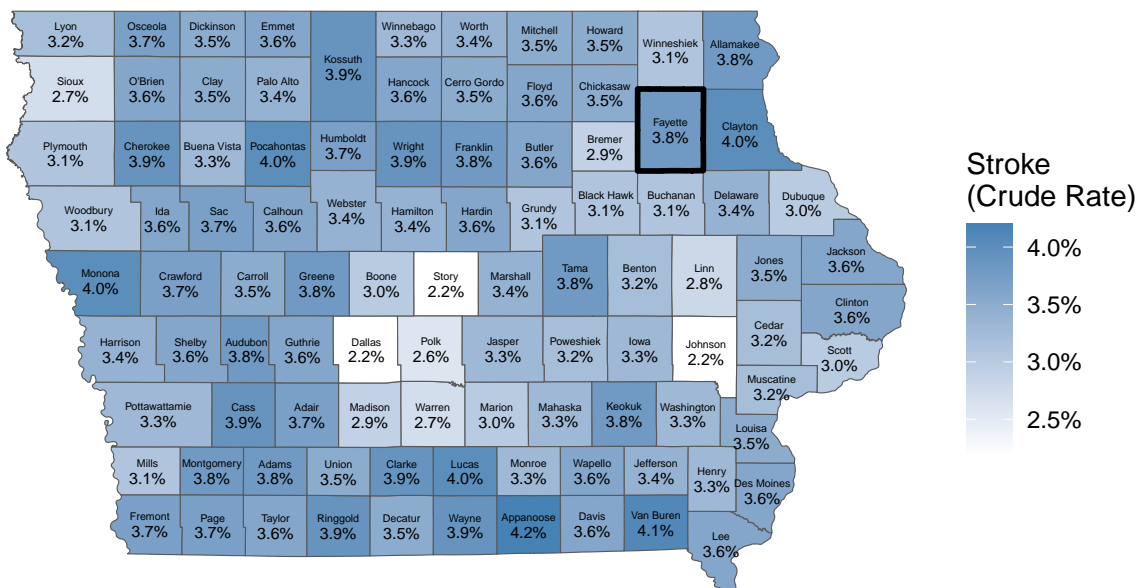 Lyon
3.2%
Osceola
3.7%
Dickinson
3.5%
Emmet
3.6%
Kossuth
3.9%
Winnebago
3.3%
Worth
3.4%
Mitchell
3.5%
Howard
3.5%
Winneshiek
3.1%
Allamakee
3.8%
Sioux
2.7%
O'Brien
3.6%
Clay
3.5%
Palo Alto
3.4%
Hancock
3.6%
Cerro Gordo
3.5%
Floyd
3.6%
Chickasaw
3.5%
Fayette
3.8%
Clayton
4.0%
Plymouth
3.1%
Cherokee
3.9%
Buena Vista
3.3%
Pocahontas
4.0%
Humboldt
3.7%
Wright
3.9%
Franklin
3.8%
Butler
3.6%
Bremer
2.9%
Woodbury
3.1%
Ida
3.6%
Sac
3.7%
Calhoun
3.6%
Webster
3.4%
Hamilton
3.4%
Hardin
3.6%
Grundy
3.1%
Black Hawk
3.1%
Buchanan
3.1%
Delaware
3.4%
Dubuque
3.0%
Monona
4.0%
Crawford
3.7%
Carroll
3.5%
Greene
3.8%
Boone
3.0%
Story
2.2%
Marshall
3.4%
Tama
3.8%
Benton
3.2%
Linn
2.8%
Jones
3.5%
Jackson
3.6%
Clinton
3.6%
Harrison
3.4%
Shelby
3.6%
Audubon
3.8%
Guthrie
3.6%
Dallas
2.2%
Polk
2.6%
Jasper
3.3%
Poweshiek
3.2%
Iowa
3.3%
Johnson
2.2%
Cedar
3.2%
Scott
3.0%
Muscatine
3.2%
Pottawattamie
3.3%
Cass
3.9%
Adair
3.7%
Madison
2.9%
Warren
2.7%
Marion
3.0%
Mahaska
3.3%
Keokuk
3.8%
Washington
3.3%
Louisa
3.5%
Mills
3.1%
Montgomery
3.8%
Adams
3.8%
Union
3.5%
Clarke
3.9%
Lucas
4.0%
Monroe
3.3%
Wapello
3.6%
Jefferson
3.4%
Henry
3.3%
Des Moines
3.6%
Fremont
3.7%
Page
3.7%
Taylor
3.6%
Ringgold
3.9%
Decatur
3.5%
Wayne
3.9%
Appanoose
4.2%
Davis
3.6%
Van Buren
4.1%
Lee
3.6%
Stroke
(Crude Rate)
4.0%
3.5%
3.0%
2.5%